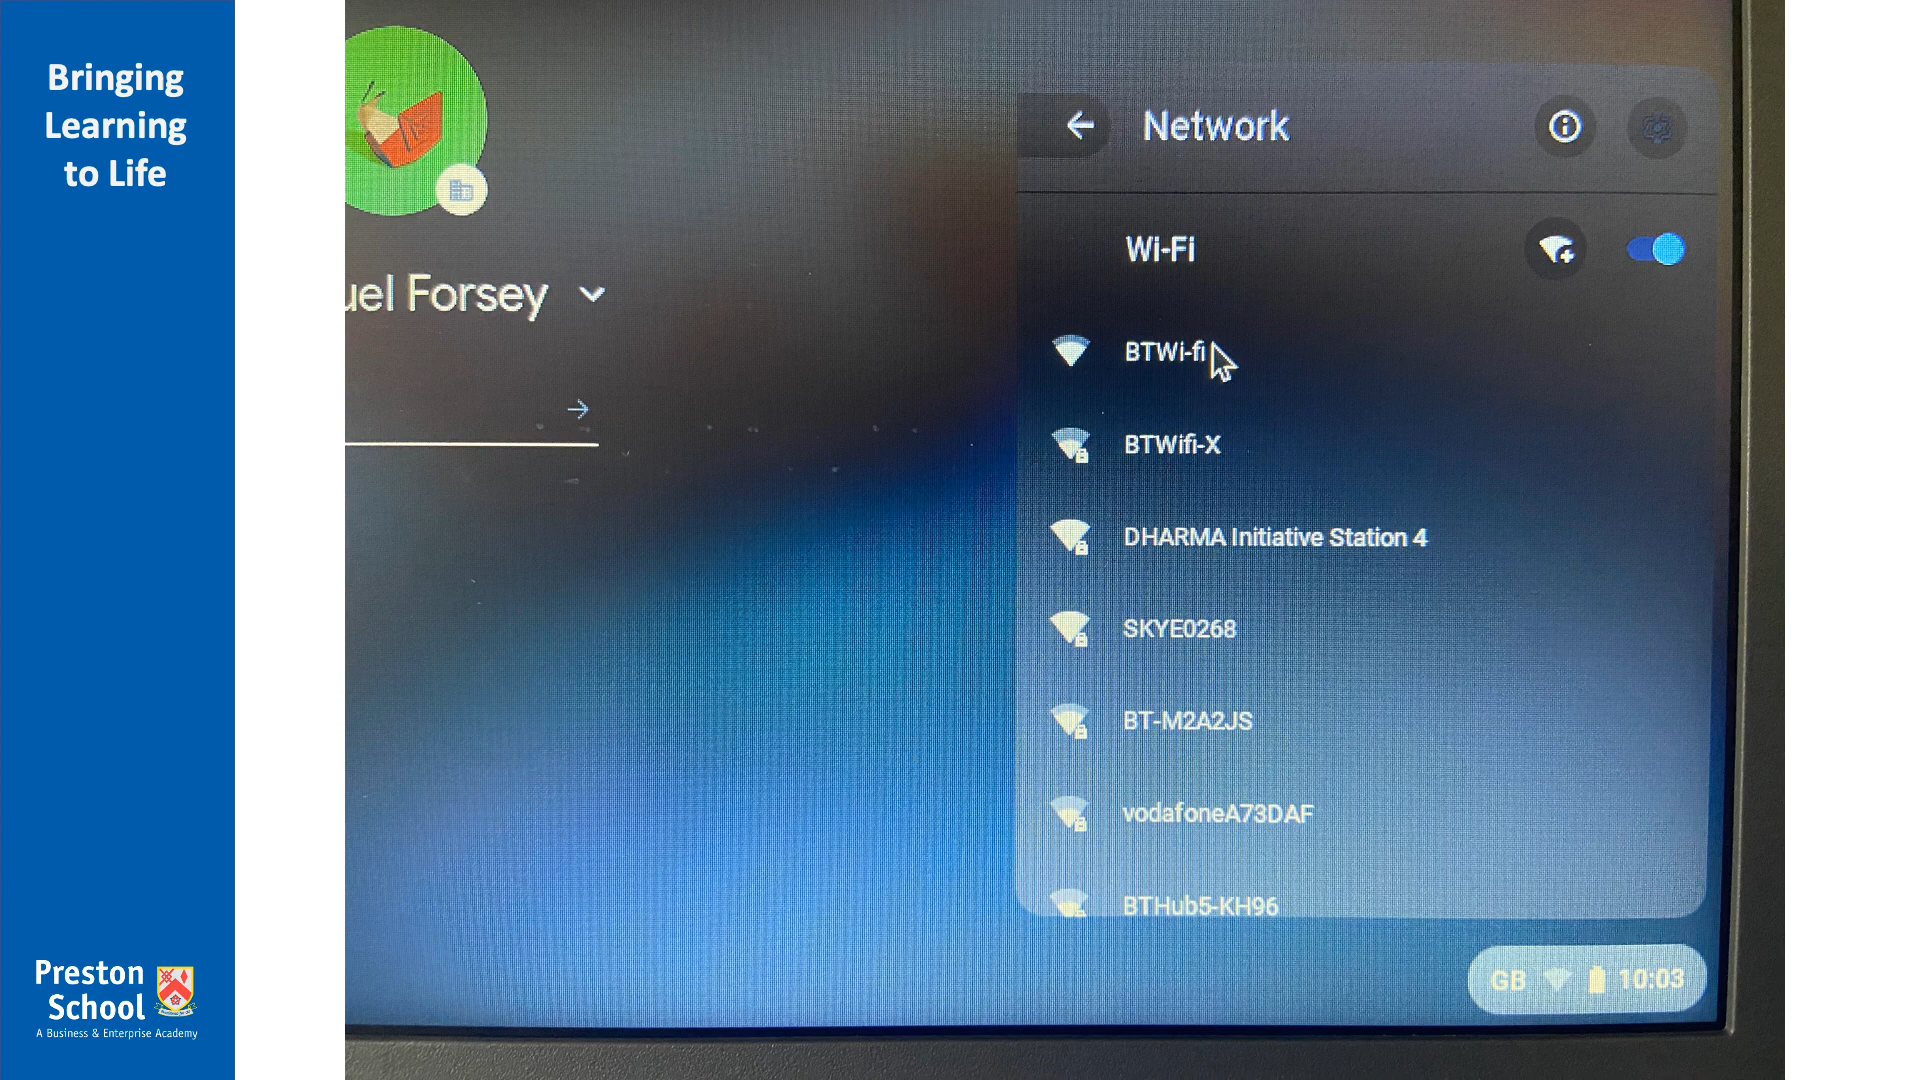 Bringing
Learning
to Life
Preston
School
A Business & Enterprise Academy
uel Forsey
Network
Wi-Fi
BTWi-fi
BTWifi-X
DHARMA Initiative Station 4
SKYE0268
BT-M2A2JS
vodafoneA73DAF
BTHub5-KH96
GB 10:03